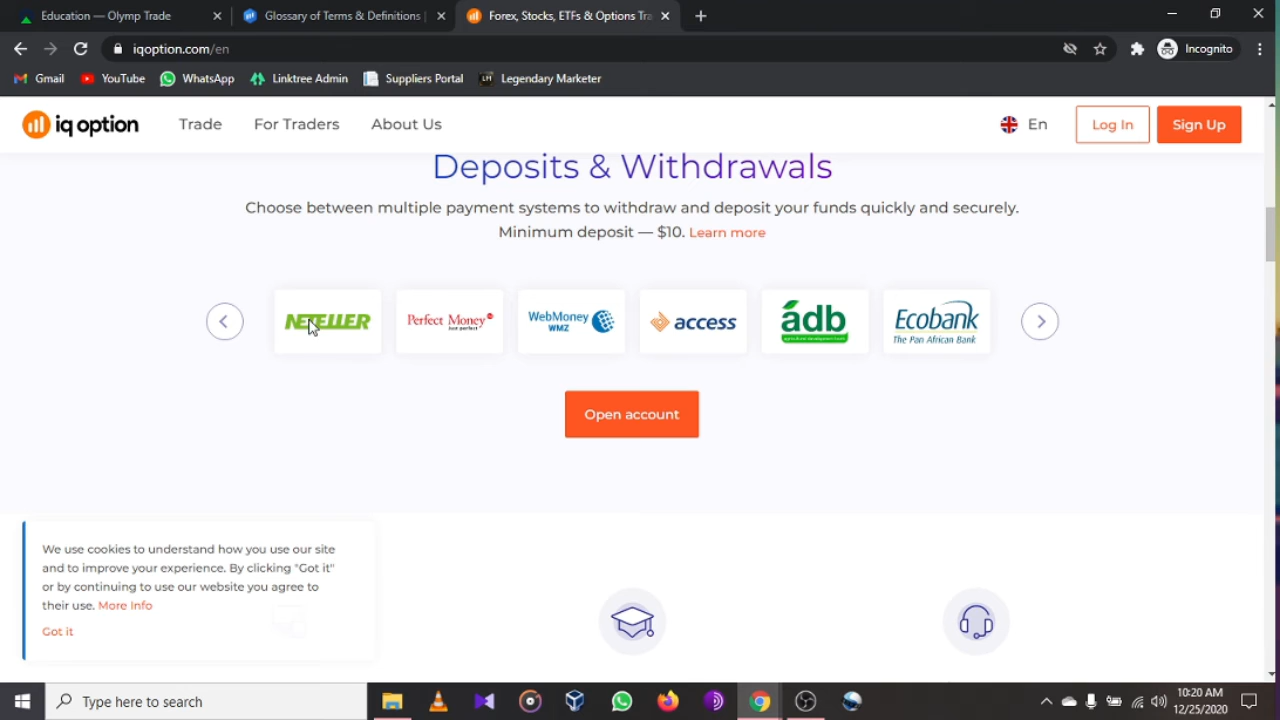 Education — Olymp Trade
Glossary of Terms & Definitions |
Forex, Stocks, ETFs & Options Tra
iqoption.com/en
Incognito
Gmail
YouTube
WhatsApp
Linktree Admin
Suppliers Portal
LH
Legendary Marketer
iq option
Trade
For Traders
About Us
En
Log In
Sign Up
Deposits & Withdrawals
Choose between multiple payment systems to withdraw and deposit your funds quickly and securely.
Minimum deposit — $10. Learn more
NETELLER
Perfect Money
Just perfect
WebMoney
WMZ
access
adb
agricultural development bank
Ecobank
The Pan African Bank
Open account
We use cookies to understand how you use our site
and to improve your experience. By clicking "Got it"
or by continuing to use our website you agree to
their use. More Info
Got it
Type here to search
10:20 AM
12/25/2020